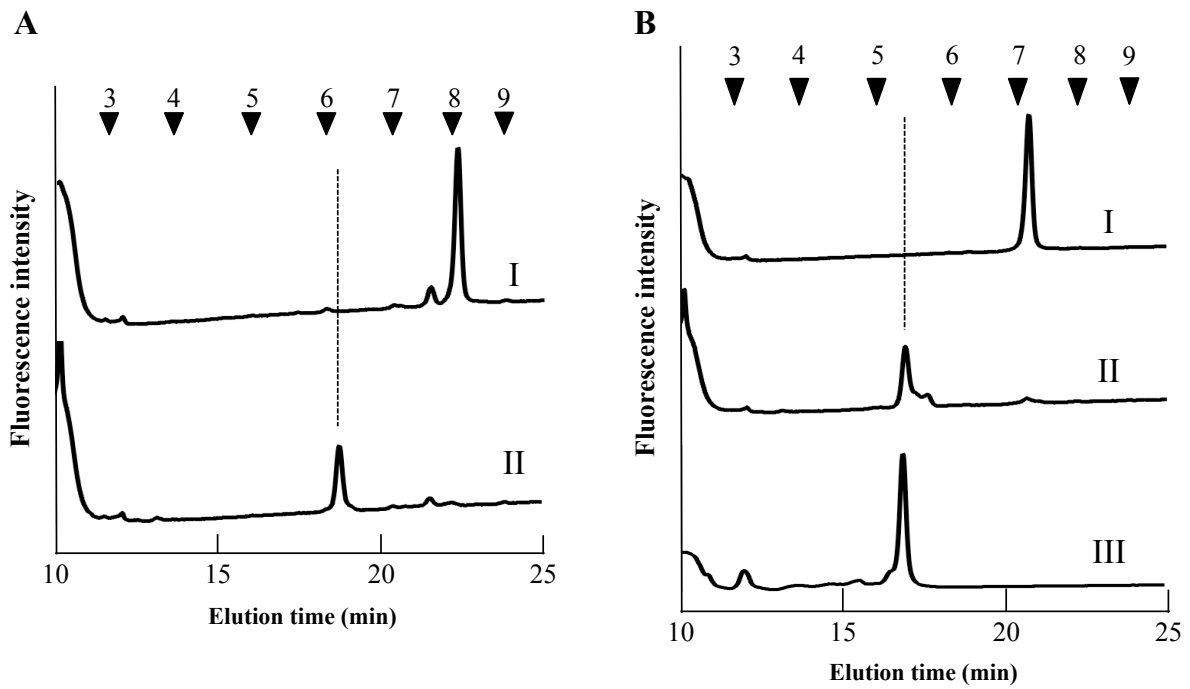 A
3 4 5 6 7 8 9
Fluorescence intensity
I
II
10 15 20 25
Elution time (min)
B
3 4 5 6 7 8 9
Fluorescence intensity
I
II
III
10 15 20 25
Elution time (min)